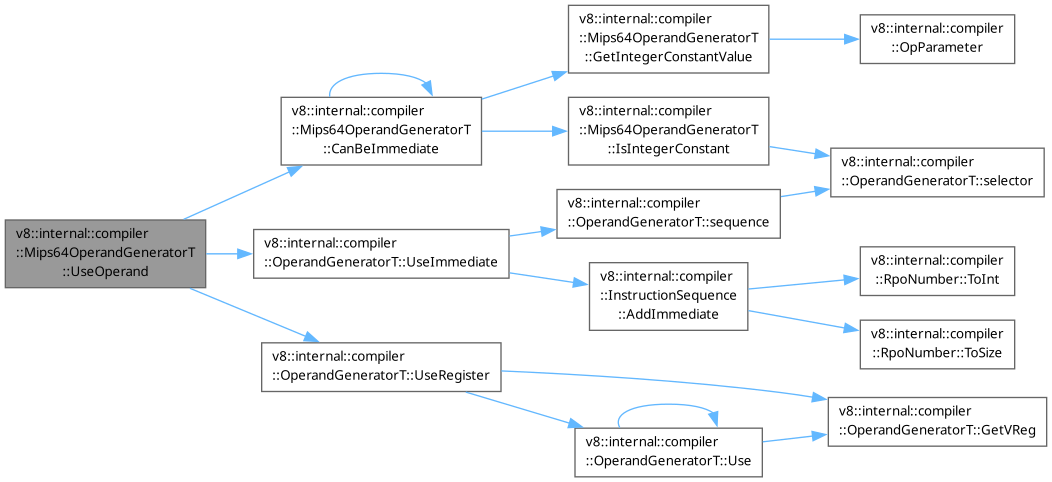 v8::internal::compiler
::Mips64OperandGeneratorT
::UseOperand
v8::internal::compiler
::Mips64OperandGeneratorT
::CanBeImmediate
v8::internal::compiler
::Mips64OperandGeneratorT
::GetIntegerConstantValue
v8::internal::compiler
::OpParameter
v8::internal::compiler
::Mips64OperandGeneratorT
::IsIntegerConstant
v8::internal::compiler
::OperandGeneratorT::selector
v8::internal::compiler
::OperandGeneratorT::UseImmediate
v8::internal::compiler
::OperandGeneratorT::sequence
v8::internal::compiler
::InstructionSequence
::AddImmediate
v8::internal::compiler
::RpoNumber::ToInt
v8::internal::compiler
::RpoNumber::ToSize
v8::internal::compiler
::OperandGeneratorT::UseRegister
v8::internal::compiler
::OperandGeneratorT::Use
v8::internal::compiler
::OperandGeneratorT::GetVReg